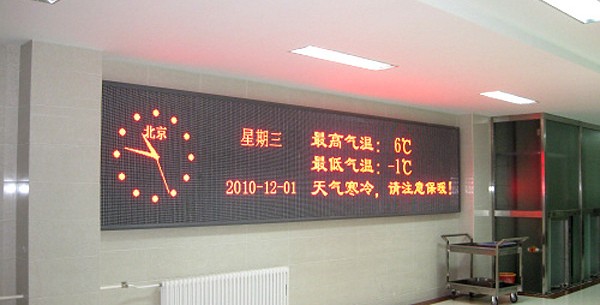 北京
星期三
最高气温： 6℃
最低气温：-1℃
2010-12-01 天气寒冷，请注意保暖！